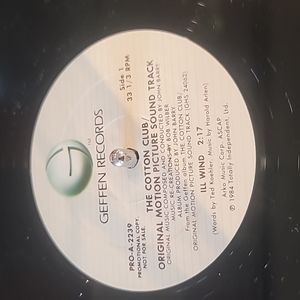 GEFFEN RECORDS
Side 1
33 1/3 RPM
PRO-A-2239
PROMOTIONAL COPY
NOT FOR SALE.
THE COTTON CLUB/
ORIGINAL MOTION PICTURE SOUND TRACK
ORIGINAL MUSIC COMPOSED AND CONDUCTED BY JOHN BARRY
MUSIC RE-CREATIONS BY BOB WILBER
ALBUM PRODUCED BY JOHN BARRY
From the Geffen album THE COTTON CLUB/
ORIGINAL MOTION PICTURE SOUND TRACK (GHS 24062)
ILL WIND 2:17
(Words by Ted Koehler, Music by Harold Arlen)
Arko Music Corp. ASCAP
℗ 1984 Totally Independent, Ltd.